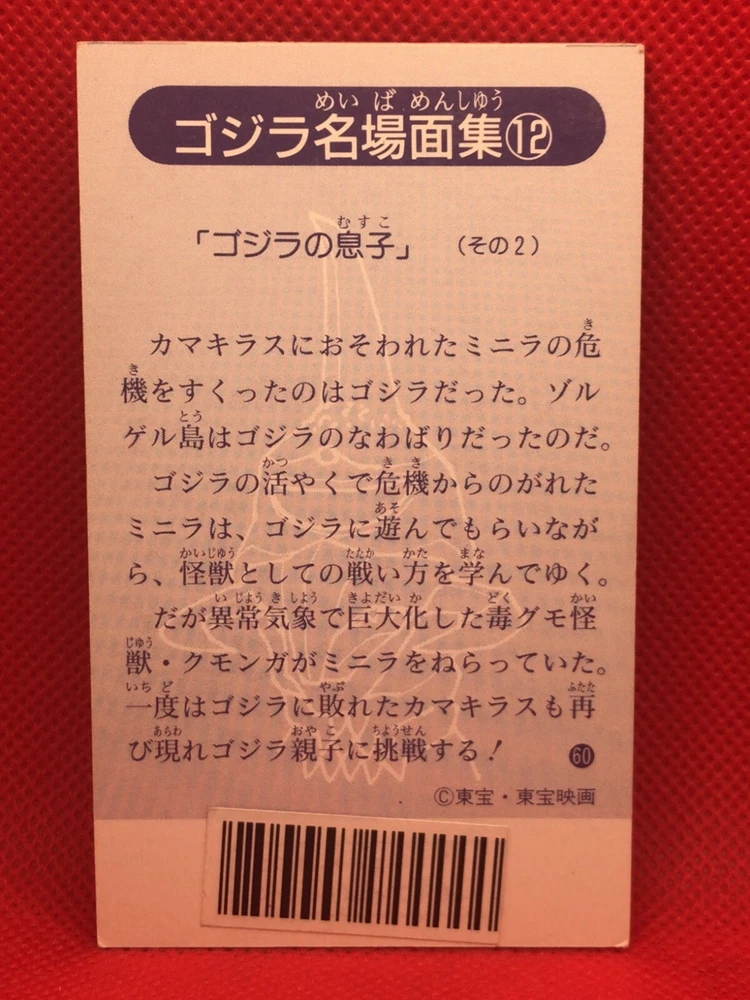 めいばめんしゅう
ゴジラ名場面集⑫
むすこ
「ゴジラの息子」 (その2)
き
カマキラスにおそわれたミニラの危
き
機をすくったのはゴジラだった。ゾル
とう
ゲル島はゴジラのなわばりだったのだ。
かつ きき
ゴジラの活やくで危機からのがれた
あそ
ミニラは、ゴジラに遊んでもらいなが
かいじゅう たたか かた まな
ら、怪獣としての戦い方を学んでゆく。
いじようきしよう きよだいか どく かい
だが異常気象で巨大化した毒グモ怪
じゆう
獣・クモンガがミニラをねらっていた。
いちど やぶ ふたた
一度はゴジラに敗れたカマキラスも再
あらわ おやこ ちようせん
び現れゴジラ親子に挑戦する! 60
©東宝・東宝映画